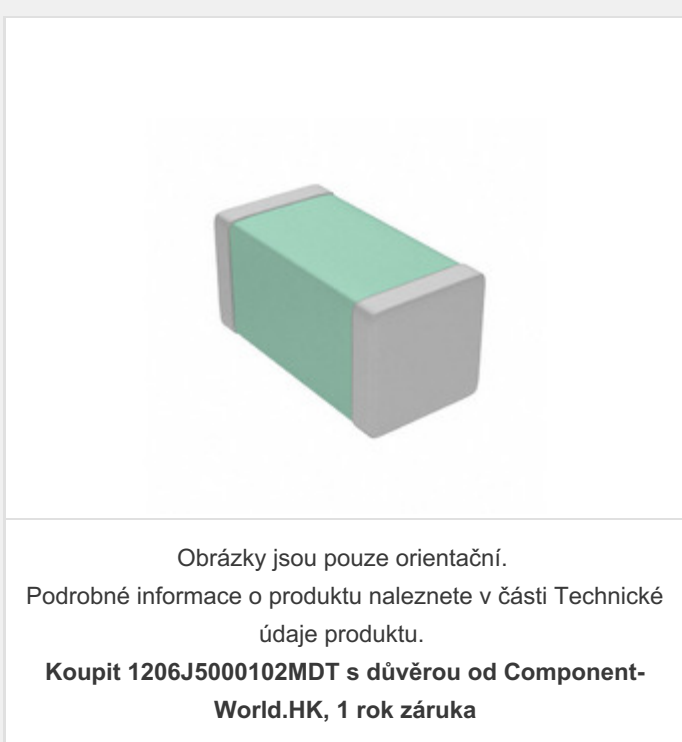 Obrázky jsou pouze orientační.
Podrobné informace o produktu naleznete v části Technické
údaje produktu.
Koupit 1206J5000102MDT s důvěrou od Component-
World.HK, 1 rok záruka